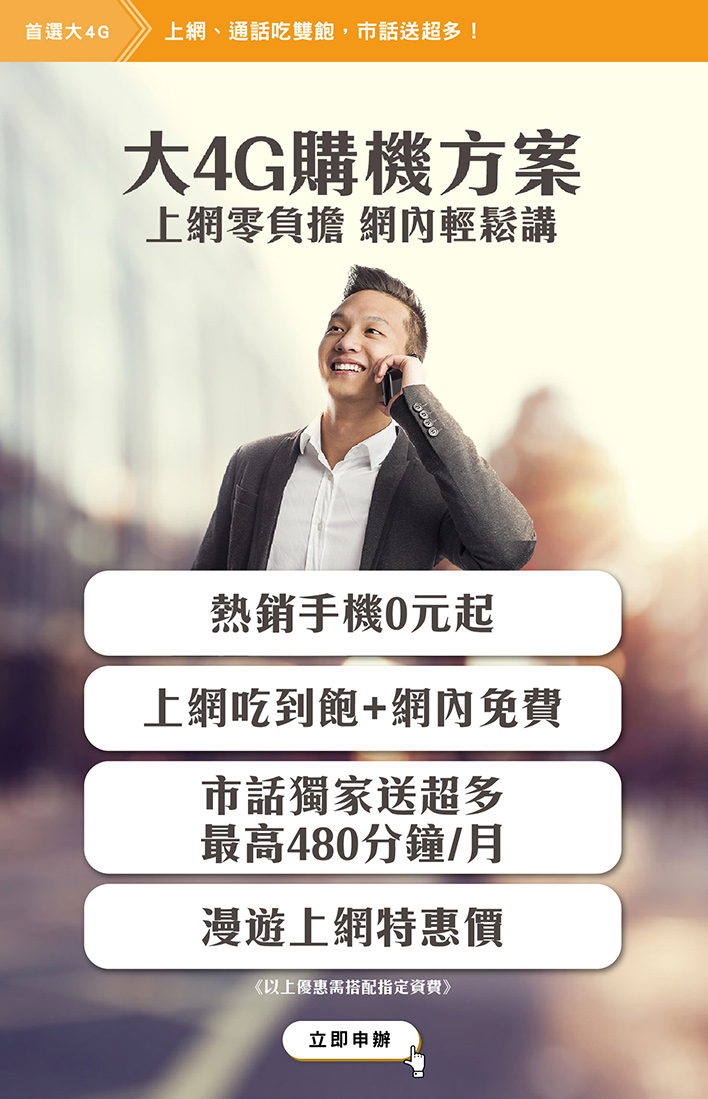 首選大4G
上網、通話吃雙飽，市話送超多！
大4G購機方案
上網零負擔 網內輕鬆講
熱銷手機0元起
上網吃到飽+網內免費
市話獨家送超多
最高480分鐘/月
漫遊上網特惠價
《以上優惠需搭配指定資費》
立即申辦